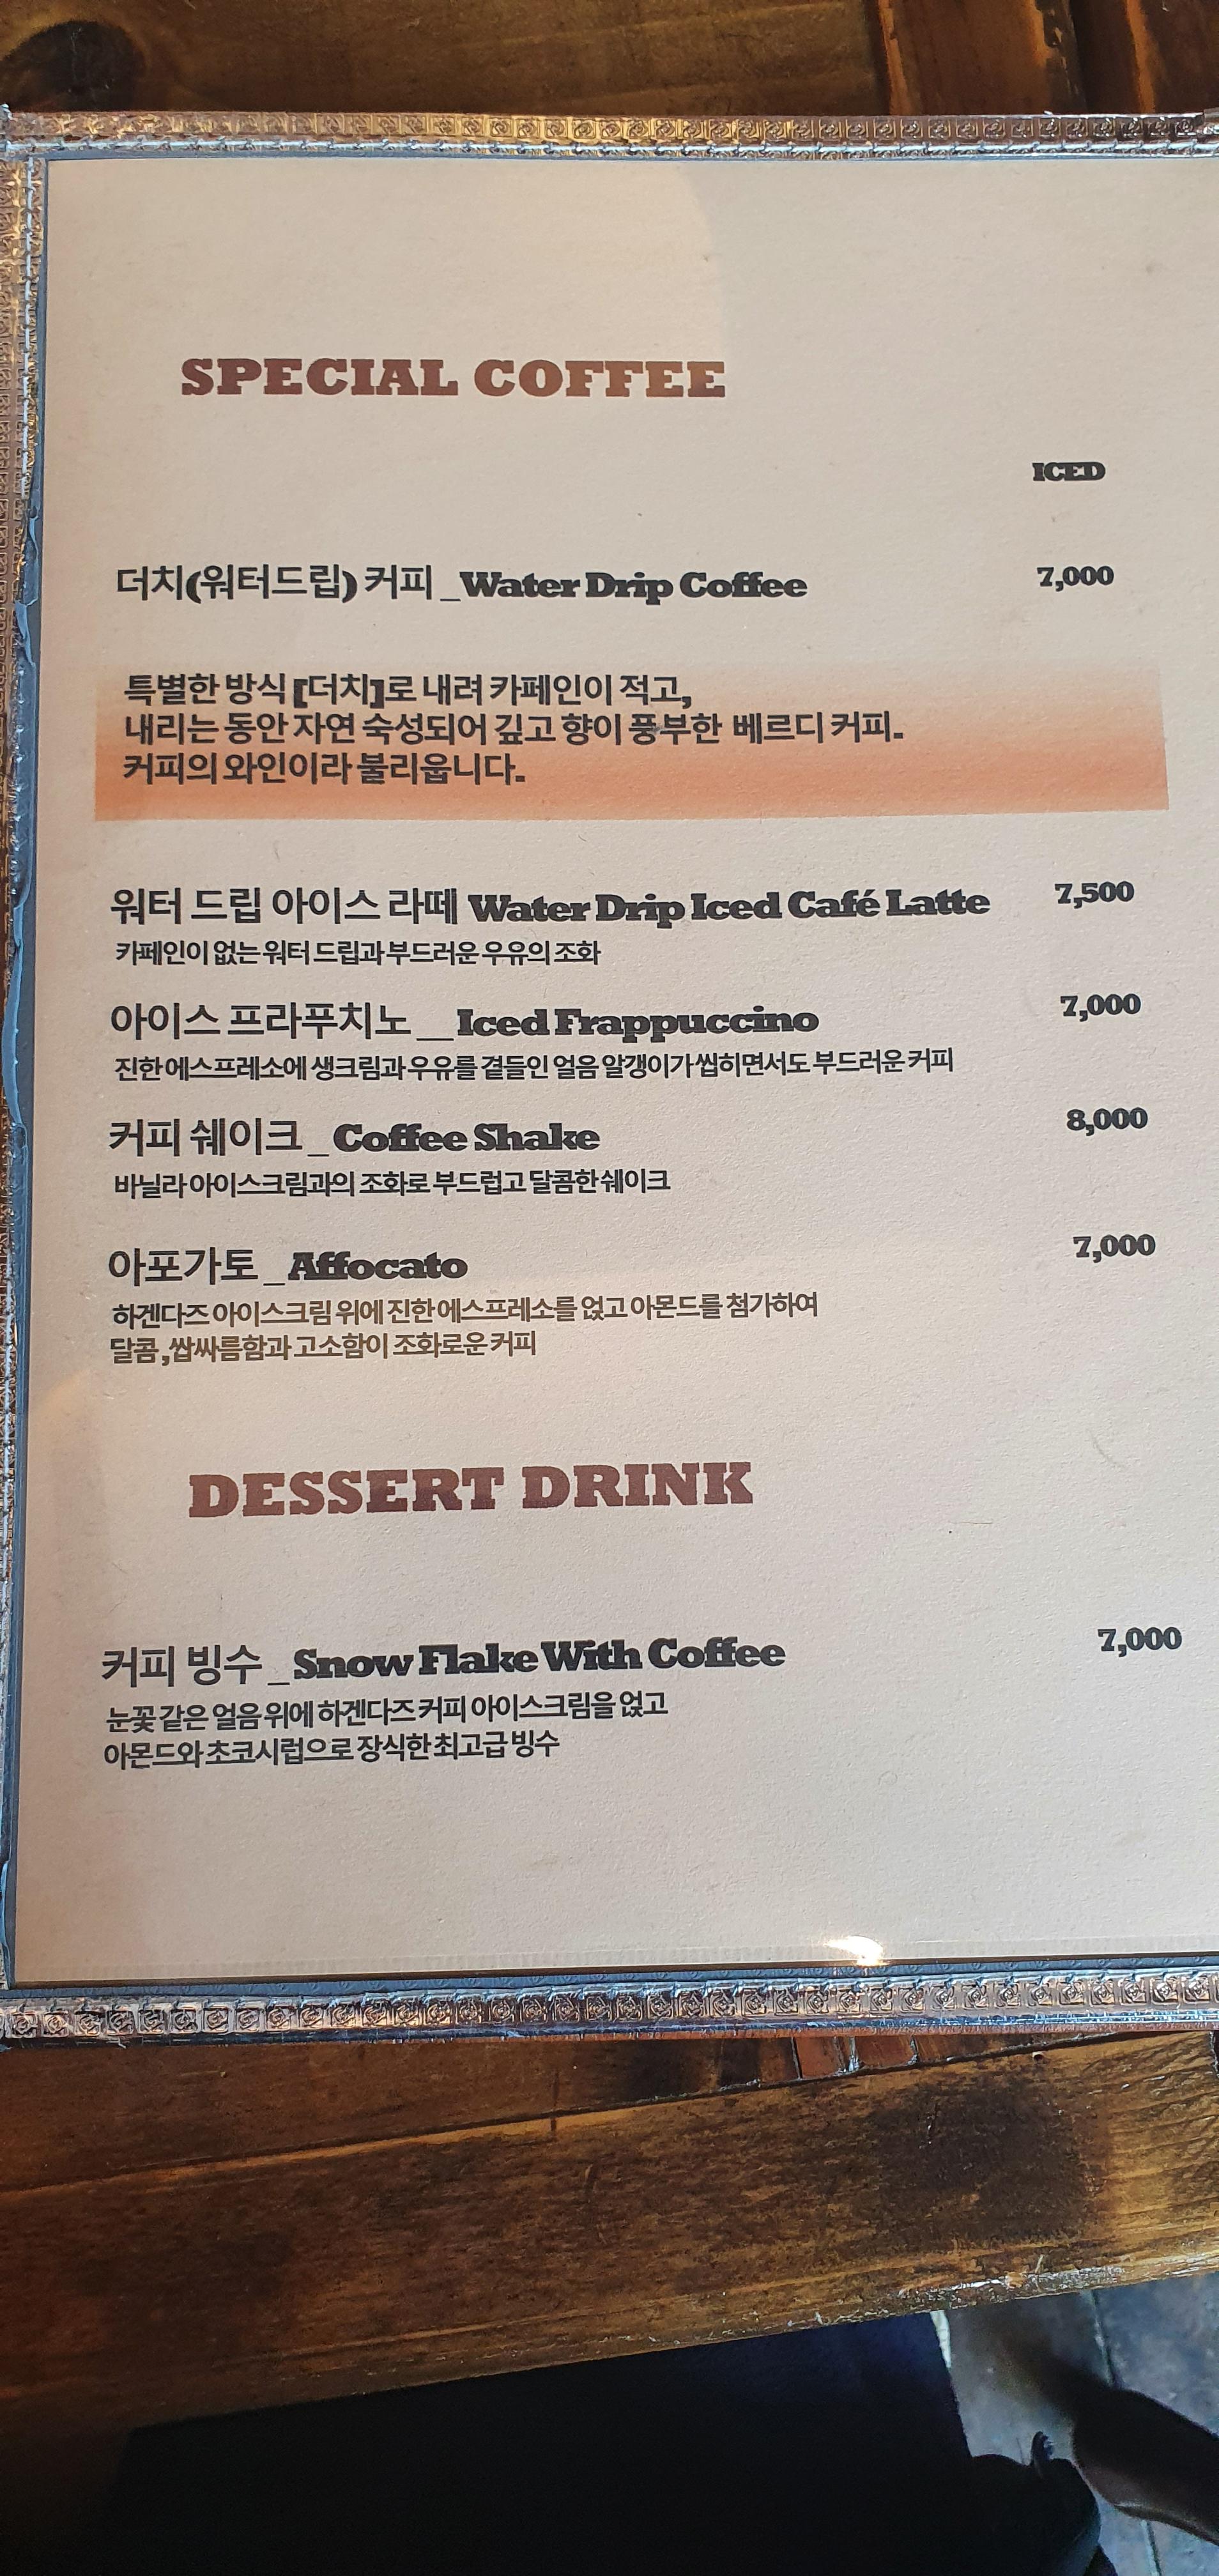 SPECIAL COFFEE
ICED
더치(워터드립) 커피 _Water Drip Coffee 7,000
특별한 방식 [더치]로 내려 카페인이 적고,
내리는 동안 자연 숙성되어 깊고 향이 풍부한 베르디 커피.
커피의 와인이라 불리웁니다.
워터 드립 아이스 라떼 Water Drip Iced Café Latte 7,500
카페인이 없는 워터 드립과 부드러운 우유의 조화
아이스 프라푸치노 __Iced Frappuccino 7,000
진한 에스프레소에 생크림과 우유를 곁들인 얼음 알갱이가 씹히면서도 부드러운 커피
커피 쉐이크 _Coffee Shake 8,000
바닐라 아이스크림과의 조화로 부드럽고 달콤한 쉐이크
아포가토 _Affocato 7,000
하겐다즈 아이스크림 위에 진한 에스프레소를 얹고 아몬드를 첨가하여
달콤 ,쌉싸름함과 고소함이 조화로운 커피
DESSERT DRINK
커피 빙수 _Snow Flake With Coffee 7,000
눈꽃 같은 얼음 위에 하겐다즈 커피 아이스크림을 얹고
아몬드와 초코시럽으로 장식한 최고급 빙수